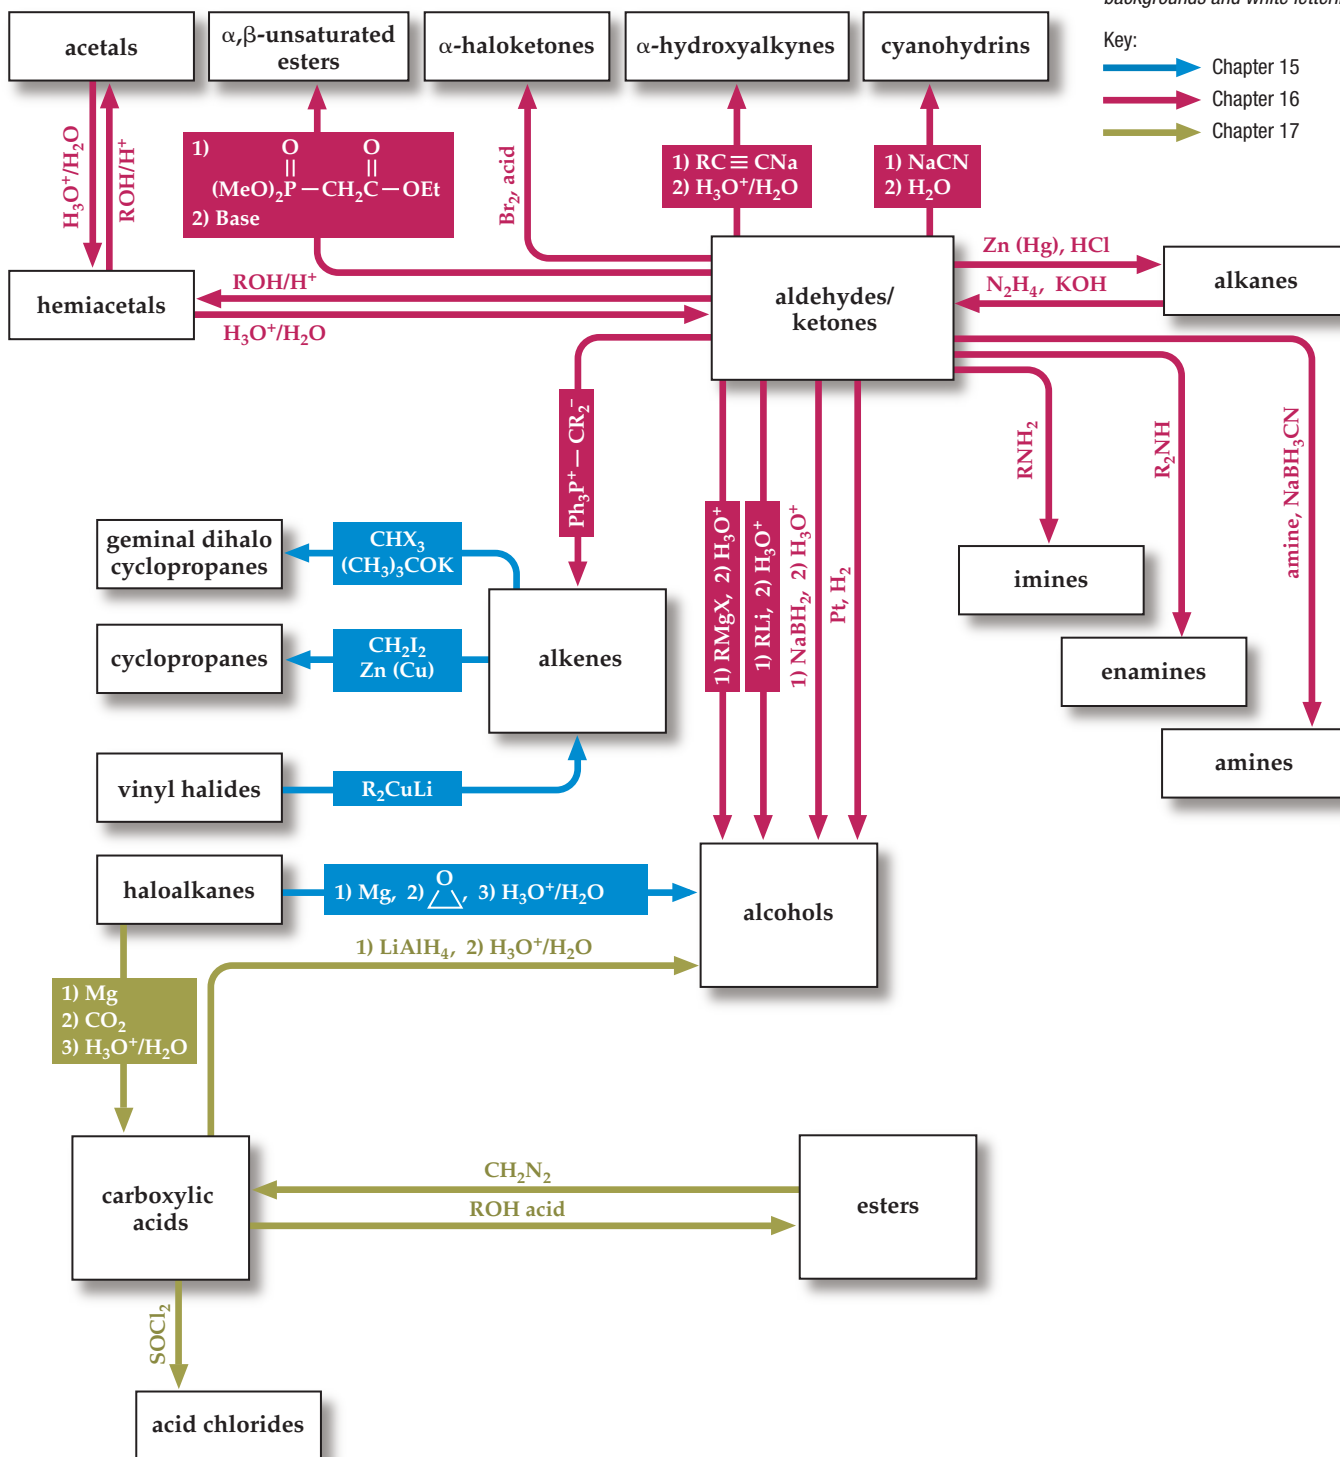 backgrounds and white letterin
Key:
Chapter 15
Chapter 16
Chapter 17
acetals
α,β-unsaturated
esters
α-haloketones
α-hydroxyalkynes
cyanohydrins
H₃O⁺/H₂O
ROH/H⁺
1)
O
O
(MeO)₂P — CH₂C — OEt
2) Base
Br₂, acid
1) RC ≡ CNa
2) H₃O⁺/H₂O
1) NaCN
2) H₂O
hemiacetals
ROH/H⁺
H₃O⁺/H₂O
aldehydes/
ketones
Zn (Hg), HCl
N₂H₄, KOH
alkanes
Ph₃P⁺ — CR₂⁻
1) RMgX, 2) H₃O⁺
1) RLi, 2) H₃O⁺
1) NaBH₂, 2) H₃O⁺
Pt, H₂
RNH₂
R₂NH
amine, NaBH₃CN
geminal dihalo
cyclopropanes
CHX₃
(CH₃)₃COK
imines
cyclopropanes
CH₂I₂
Zn (Cu)
alkenes
enamines
amines
vinyl halides
R₂CuLi
haloalkanes
1) Mg, 2) O , 3) H₃O⁺/H₂O
alcohols
1) LiAlH₄, 2) H₃O⁺/H₂O
1) Mg
2) CO₂
3) H₃O⁺/H₂O
carboxylic
acids
CH₂N₂
ROH acid
esters
SOCl₂
acid chlorides